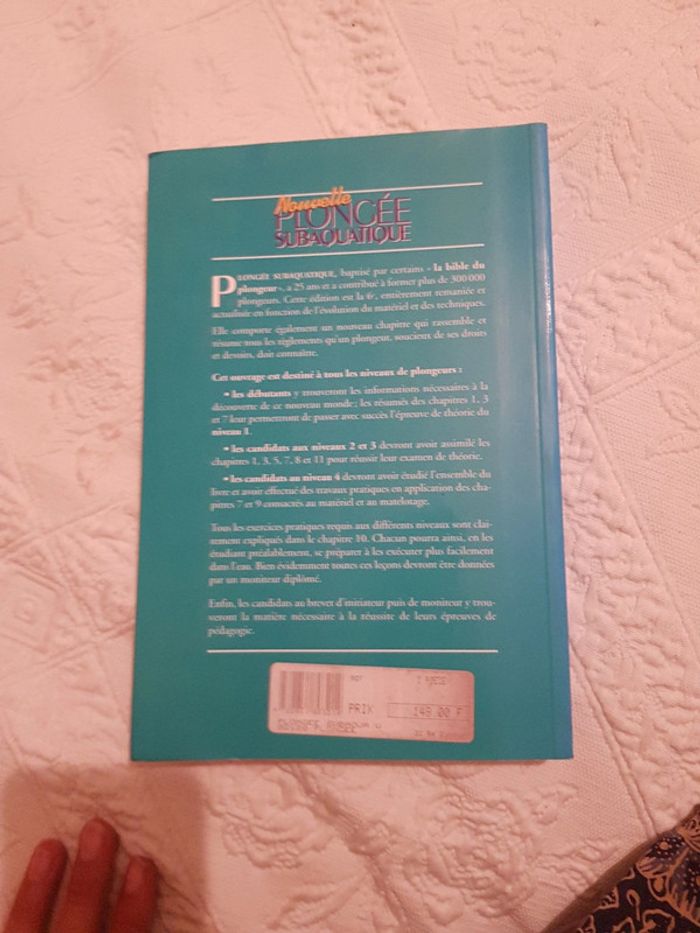 Nouvelle
PLONGÉE
SUBAQUATIQUE
PLONGÉE SUBAQUATIQUE, baptisé par certains « la bible du
plongeur », a 25 ans et a contribué à former plus de 300 000
plongeurs. Cette édition est la 6e, entièrement remaniée et
actualisée en fonction de l'évolution du matériel et des techniques.
Elle comporte également un nouveau chapitre qui rassemble et
résume tous les règlements qu'un plongeur, soucieux de ses droits
et dessairs, doit connaître.
Cet ouvrage est destiné à tous les niveaux de plongeurs :
• les débutants y trouveront les informations nécessaires à la
découverte de ce nouveau monde ; les résumés des chapitres 1, 3
et 7 leur permettront de passer avec succès l'épreuve de théorie du
niveau 1.
• les candidats aux niveaux 2 et 3 devront avoir assimilé les
chapitres 1, 3, 5, 7, 8 et 11 pour réussir leur examen de théorie.
• les candidats au niveau 4 devront avoir étudié l'ensemble du
livre et avoir effectué des travaux pratiques en application des cha-
pitres 7 et 9 consacrés au matériel et au matelotage.
Tous les exercices pratiques requis aux différents niveaux sont clai-
rement expliqués dans le chapitre 10. Chacun pourra ainsi, en les
étudiant préalablement, se préparer à les exécuter plus facilement
dans l'eau. Bien évidemment toutes ces leçons devront être données
par un moniteur diplômé.
Enfin, les candidats au brevet d'initiateur puis de moniteur y trou-
veront la matière nécessaire à la réussite de leurs épreuves de
pédagogie.
PRIX 148.00 F